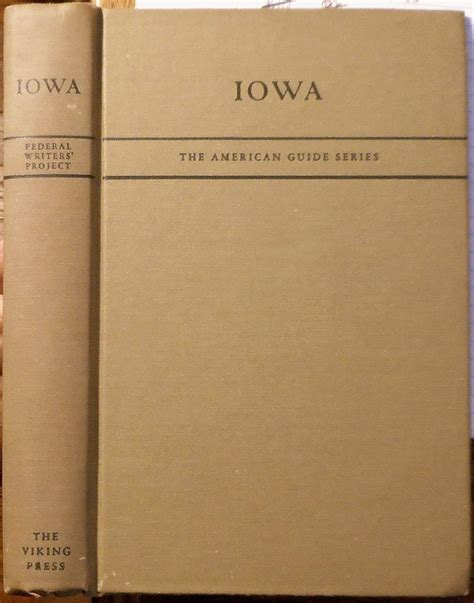 IOWA
FEDERAL
WRITERS'
PROJECT
THE
VIKING
PRESS
IOWA
THE AMERICAN GUIDE SERIES